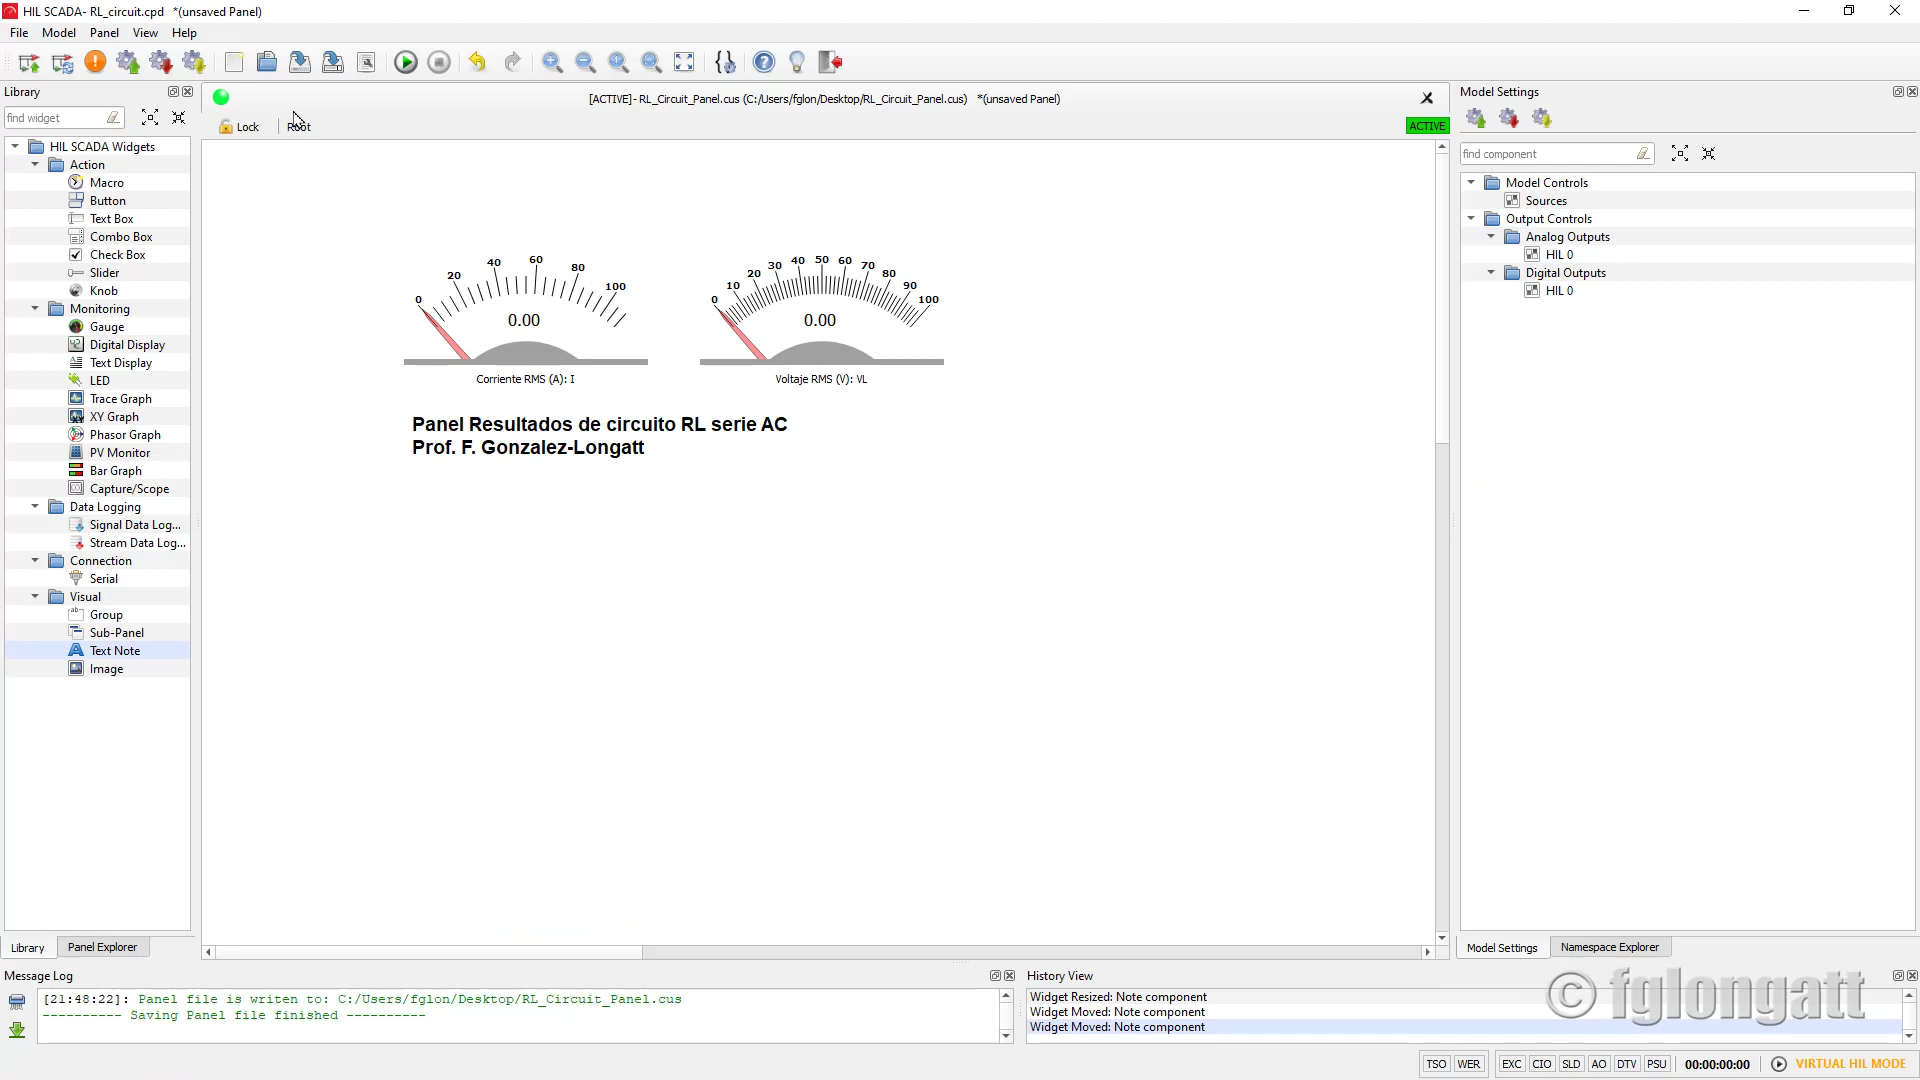 HIL SCADA- RL_circuit.cpd *(unsaved Panel)
File Model Panel View Help
Library
find widget
HIL SCADA Widgets
Action
Macro
Button
Text Box
Combo Box
Check Box
Slider
Knob
Monitoring
Gauge
Digital Display
Text Display
LED
Trace Graph
XY Graph
Phasor Graph
PV Monitor
Bar Graph
Capture/Scope
Data Logging
Signal Data Log...
Stream Data Log...
Connection
Serial
Visual
Group
Sub-Panel
Text Note
Image
Library Panel Explorer
[ACTIVE]- RL_Circuit_Panel.cus (C:/Users/fglon/Desktop/RL_Circuit_Panel.cus) *(unsaved Panel)
Lock Root
ACTIVE
0 20 40 60 80 100
0.00
Corriente RMS (A): I
0 10 20 30 40 50 60 70 80 90 100
0.00
Voltaje RMS (V): VL
Panel Resultados de circuito RL serie AC
Prof. F. Gonzalez-Longatt
Model Settings
find component
Model Controls
Sources
Output Controls
Analog Outputs
HIL 0
Digital Outputs
HIL 0
Model Settings Namespace Explorer
Message Log
[21:48:22]: Panel file is writen to: C:/Users/fglon/Desktop/RL_Circuit_Panel.cus
---------- Saving Panel file finished ----------
History View
Widget Resized: Note component
Widget Moved: Note component
Widget Moved: Note component
© fglongatt
TSO WER EXC CIO SLD AO DTV PSU 00:00:00:00 VIRTUAL HIL MODE